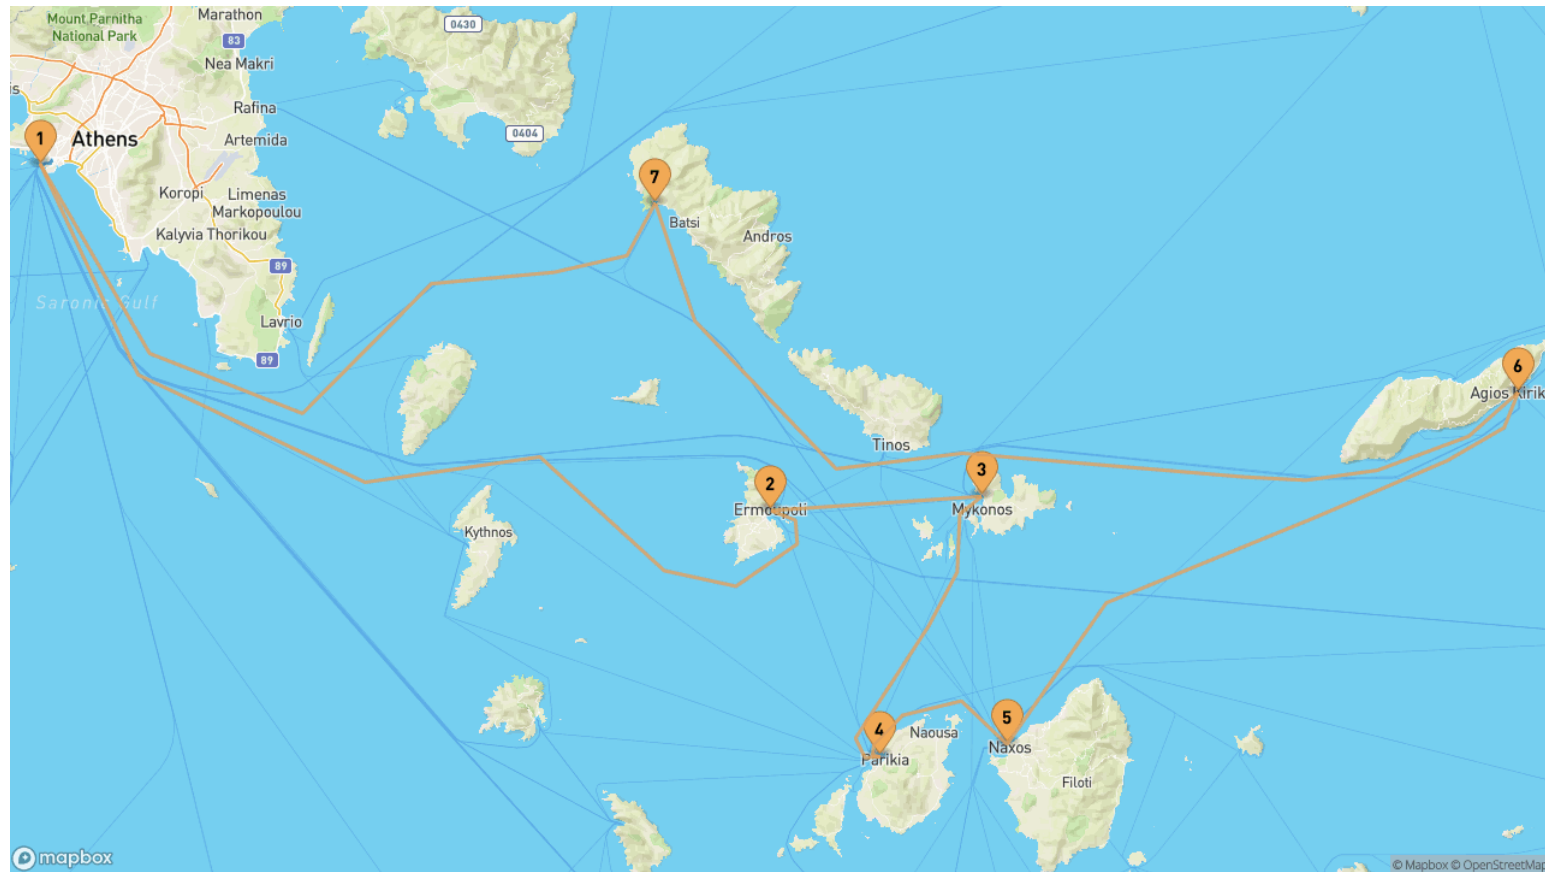 Mount Parnitha
National Park
Marathon
0430
83
Nea Makri
is
Rafina
0404
1
Athens
Artemida
7
Koropi
Limenas
Markopoulou
Batsi
Kalyvia Thorikou
Andros
89
Saronic Gulf
Lavrio
89
6
Agios Kirik
Tinos
3
2
Ermoupoli
Mykonos
Kythnos
5
4
Naousa
Naxos
Parikia
Filoti
mapbox
© Mapbox © OpenStreetMap